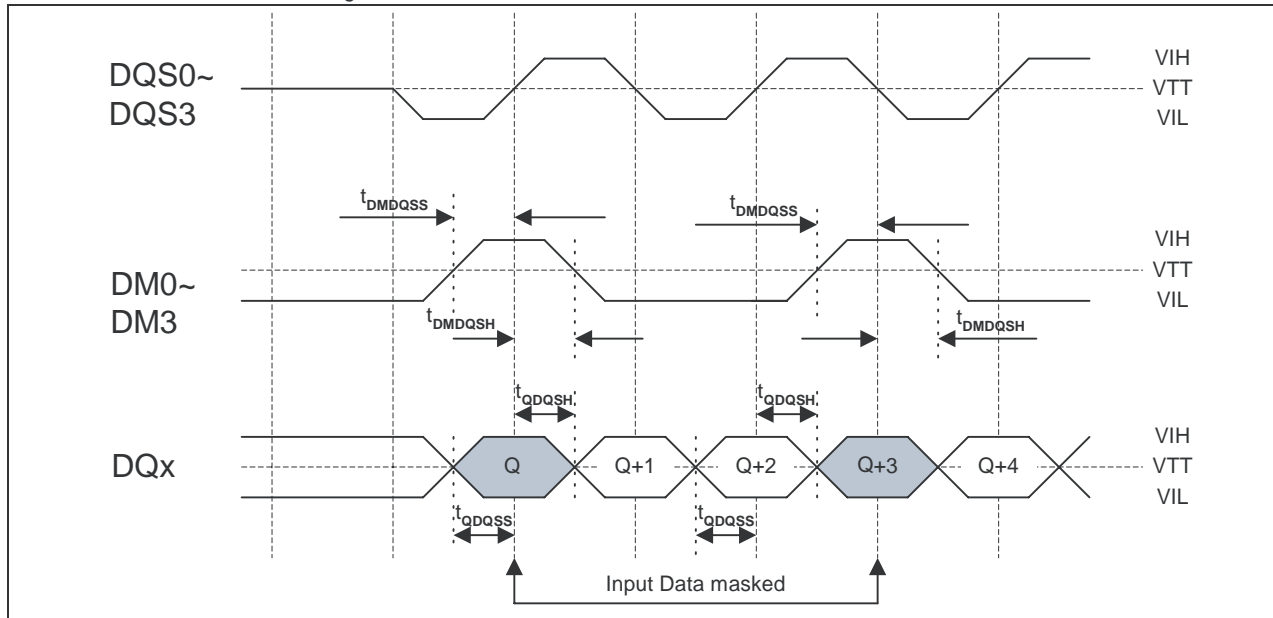 DQS0~
DQS3
VIH
VTT
VIL
tDMDQSS
tDMDQSS
DM0~
DM3
VIH
VTT
VIL
tDMDQSH
tDMDQSH
tQDQSH
tQDQSH
DQx
Q
Q+1
Q+2
Q+3
Q+4
VIH
VTT
VIL
tQDQSS
tQDQSS
Input Data masked